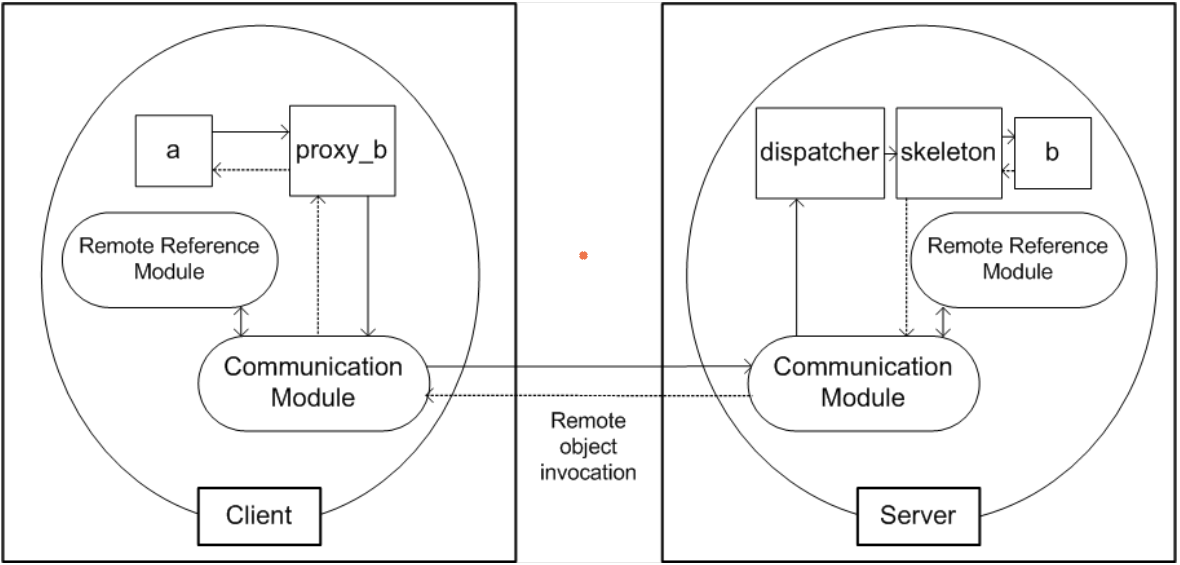 a
proxy_b
Remote Reference
Module
Communication
Module
Client
Remote
object
invocation
dispatcher
skeleton
b
Remote Reference
Module
Communication
Module
Server